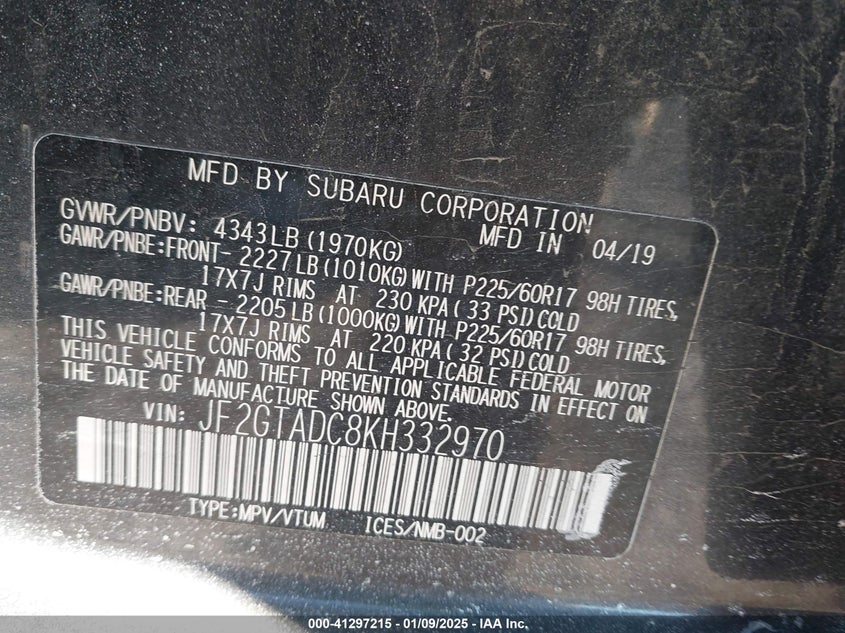 MFD BY SUBARU CORPORATION
GVWR/PNBV: 4343LB(1970KG) MFD IN 04/19
GAWR/PNBE:FRONT- 2227LB(1010KG)WITH P225/60R17 98H TIRES,
17X7J RIMS AT 230 KPA( 33 PSI)COLD
GAWR/PNBE:REAR - 2205LB(1000KG)WITH P225/60R17 98H TIRES,
17X7J RIMS AT 220 KPA( 32 PSI)COLD
THIS VEHICLE CONFORMS TO ALL APPLICABLE FEDERAL MOTOR
VEHICLE SAFETY AND THEFT PREVENTION STANDARDS IN EFFECT ON
THE DATE OF MANUFACTURE SHOWN ABOVE.
VIN: JF2GTADC8KH332970
TYPE:MPV/VTUM ICES/NMB-002
000-41297215 - 01/09/2025 - IAA Inc.